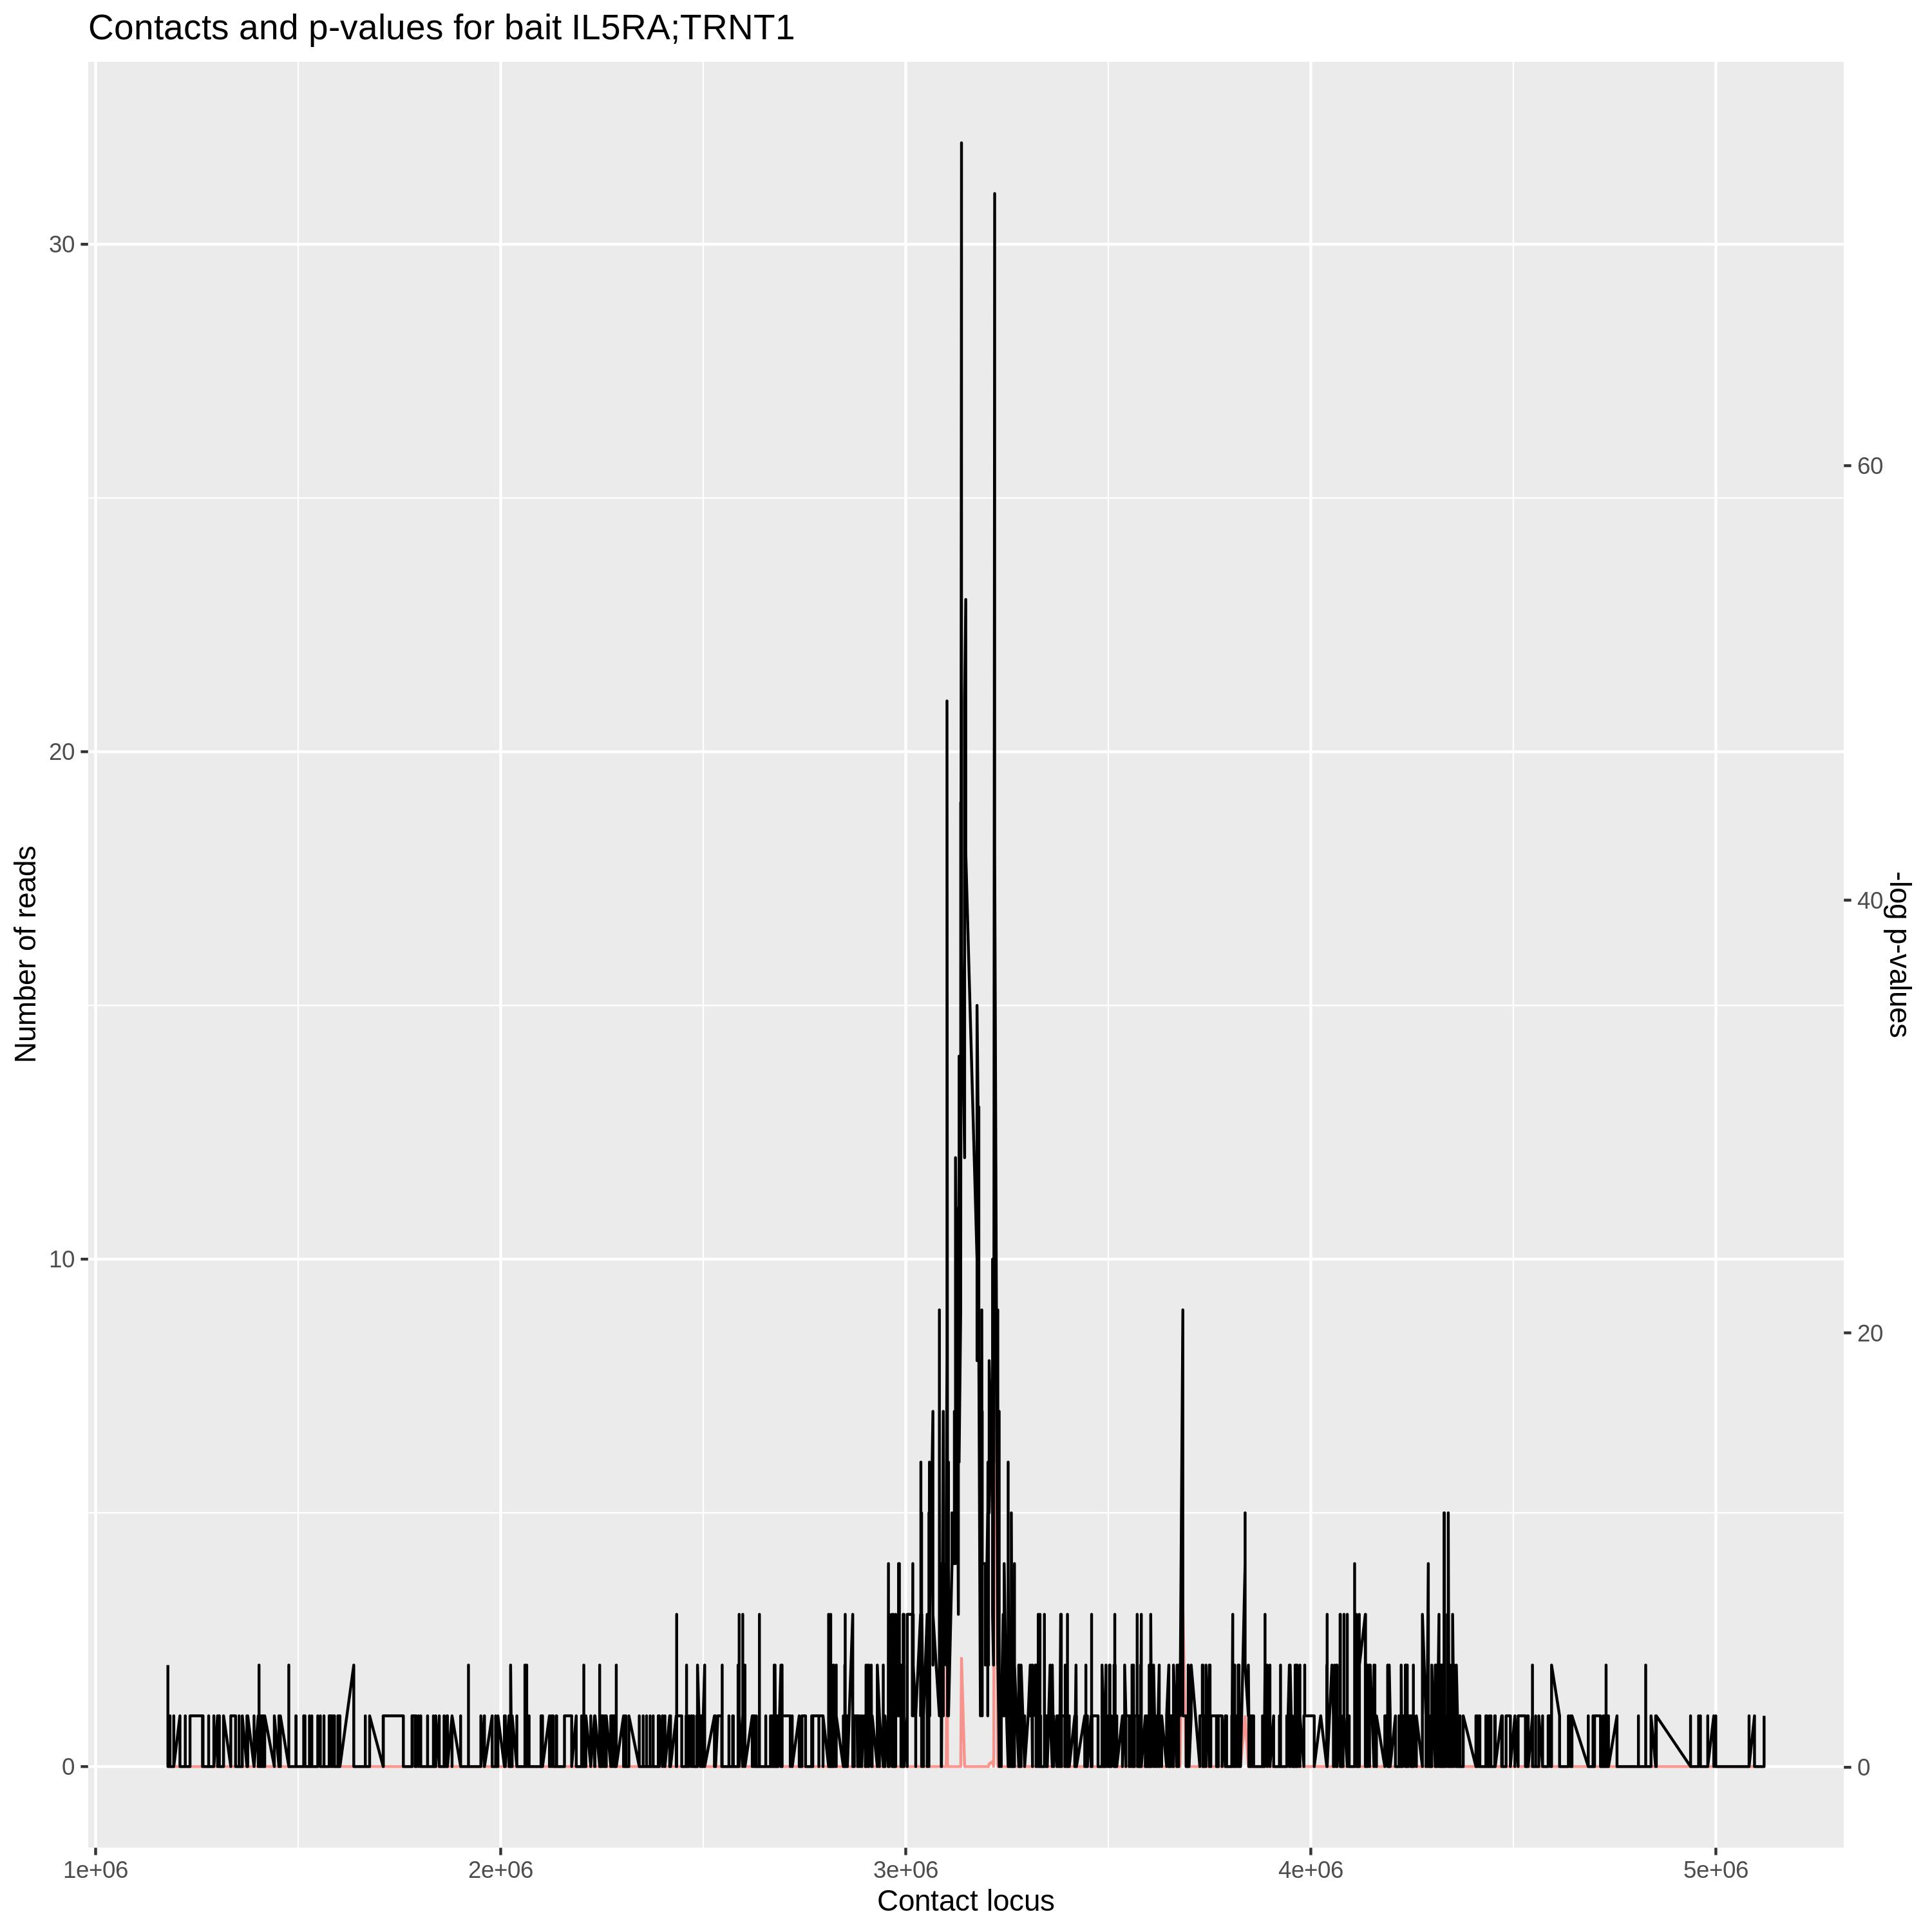 Contacts and p-values for bait IL5RA;TRNT1
30
20
10
0
Number of reads
60
40
20
0
-log p-values
1e+06 2e+06 3e+06 4e+06 5e+06
Contact locus